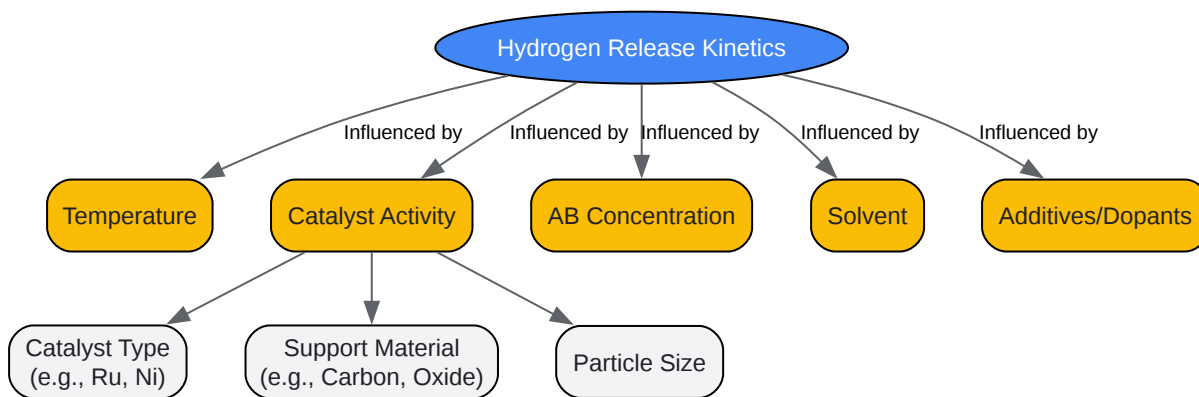 Hydrogen Release Kinetics
Influenced by
Influenced by
Influenced by
Influenced by
Influenced by
Temperature
Catalyst Activity
AB Concentration
Solvent
Additives/Dopants
Catalyst Type
(e.g., Ru, Ni)
Support Material
(e.g., Carbon, Oxide)
Particle Size